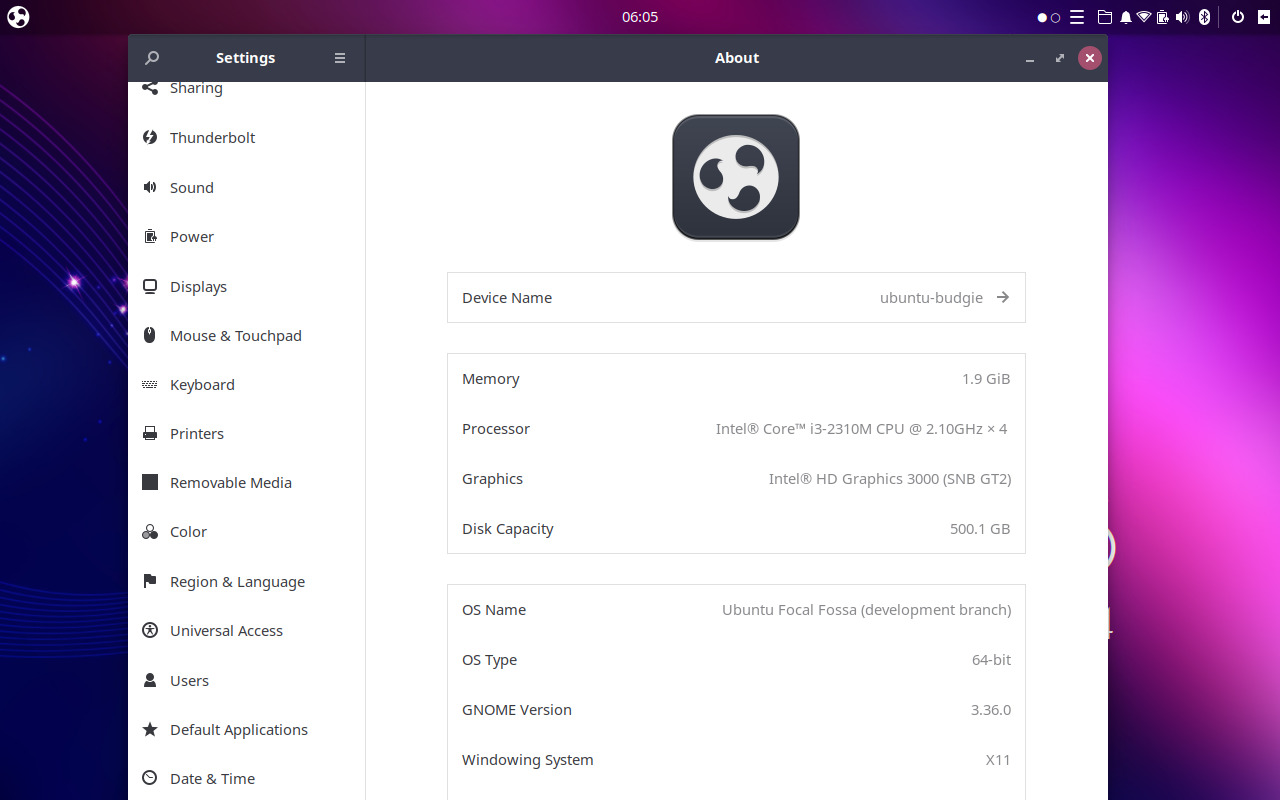 06:05
Settings
About
Sharing
Thunderbolt
Sound
Power
Displays
Mouse & Touchpad
Keyboard
Printers
Removable Media
Color
Region & Language
Universal Access
Users
Default Applications
Date & Time
Device Name ubuntu-budgie
Memory 1.9 GiB
Processor Intel® Core™ i3-2310M CPU @ 2.10GHz × 4
Graphics Intel® HD Graphics 3000 (SNB GT2)
Disk Capacity 500.1 GB
OS Name Ubuntu Focal Fossa (development branch)
OS Type 64-bit
GNOME Version 3.36.0
Windowing System X11